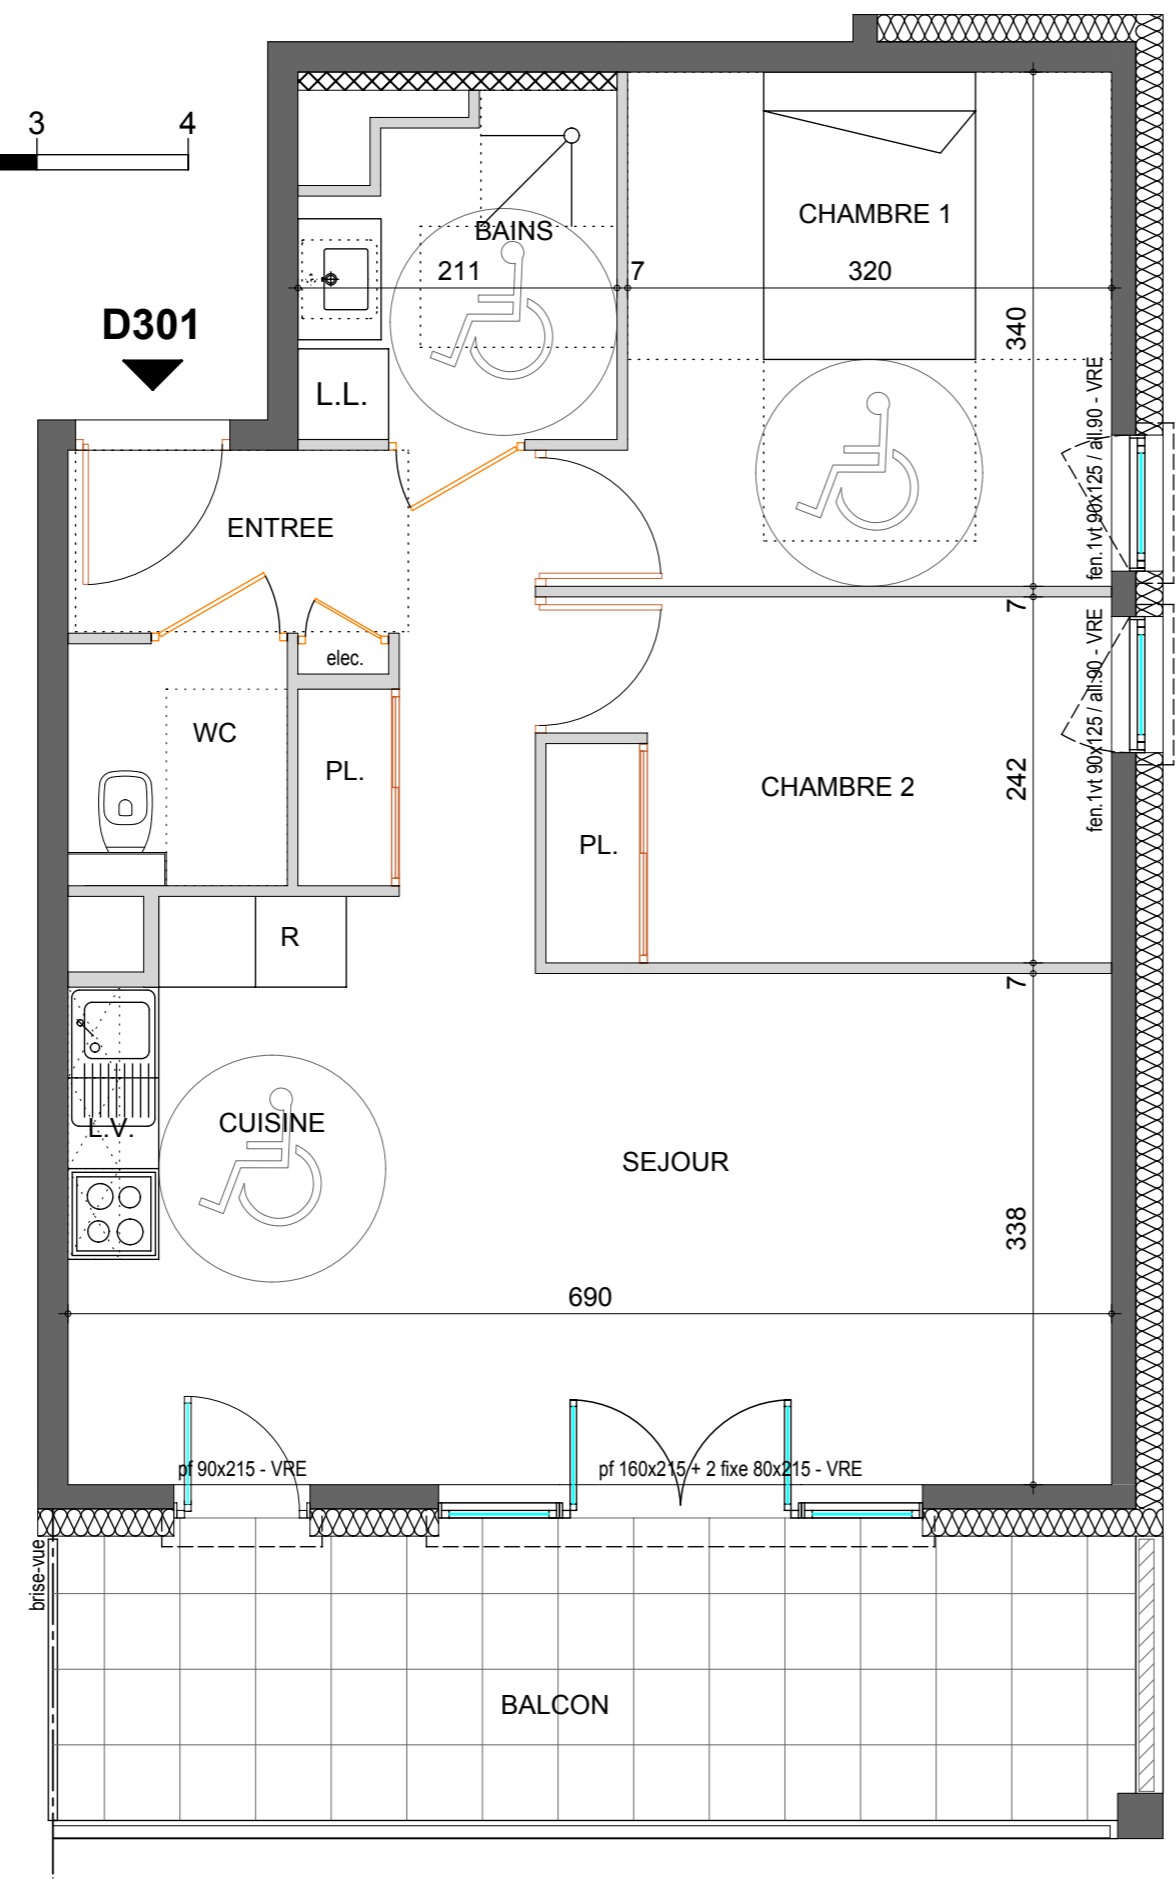 3 4
D301
BAINS
211
7
CHAMBRE 1
320
340
L.L.
fen.1vt 90x125 / all.90 - VRE
ENTREE
7
elec.
WC
PL.
PL.
CHAMBRE 2
242
fen.1vt 90x125 / all.90 - VRE
R
7
L.V.
CUISINE
SEJOUR
338
690
pf 90x215 - VRE
pf 160x215 + 2 fixe 80x215 - VRE
brise-vue
BALCON